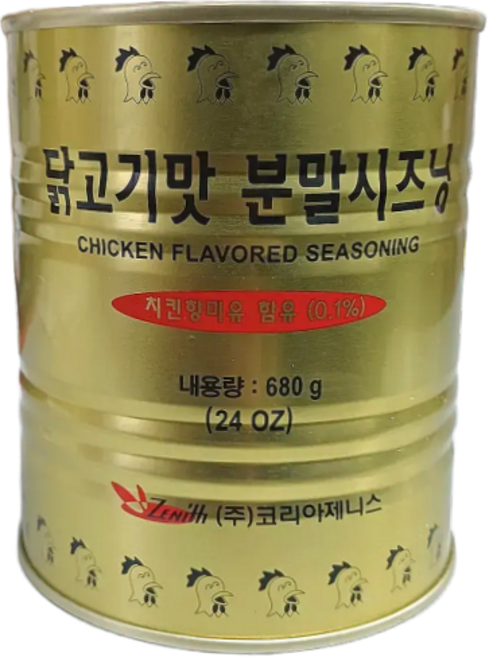 닭고기맛 분말시즈닝
CHICKEN FLAVORED SEASONING
치킨향미유 함유 (0.1%)
내용량 : 680 g
(24 OZ)
ZENITH (주)코리아제니스